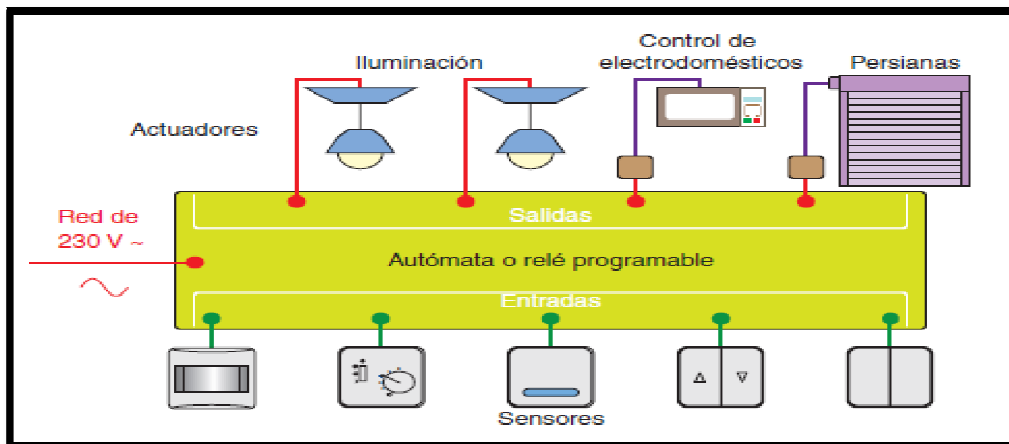 Iluminación
Control de
electrodomésticos
Persianas
Actuadores
Salidas
Red de
230 V ~
Autómata o relé programable
Entradas
Sensores